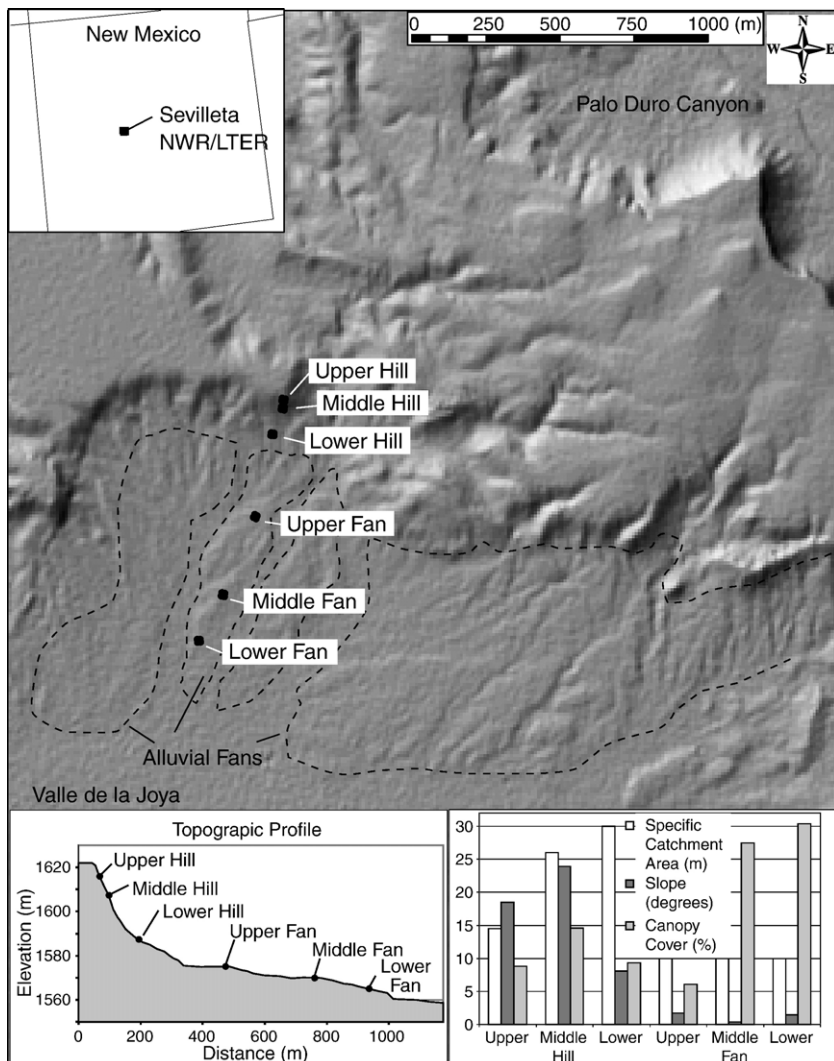 New Mexico
Sevilleta
NWR/LTER
0 250 500 750 1000 (m)
N
W E
S
Palo Duro Canyon
Upper Hill
Middle Hill
Lower Hill
Upper Fan
Middle Fan
Lower Fan
Alluvial Fans
Valle de la Joya
Topograpic Profile
Elevation (m)
1620
1600
1580
1560
Upper Hill
Middle Hill
Lower Hill
Upper Fan
Middle Fan
Lower
Fan
0 200 400 600 800 1000
Distance (m)
30
25
20
15
10
5
0
Specific
Catchment
Area (m)
Slope
(degrees)
Canopy
Cover (%)
Upper Middle Lower Upper Middle Lower
Hill Fan